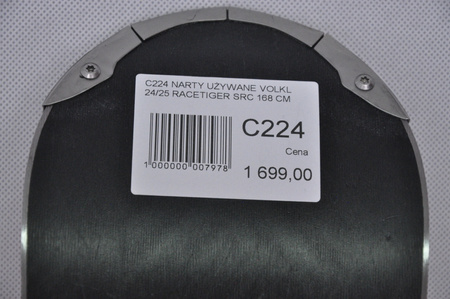 C224 NARTY UŻYWANE VOLKL
24/25 RACETIGER SRC 168 CM
C224
Cena
1 699,00
1 000000 007978